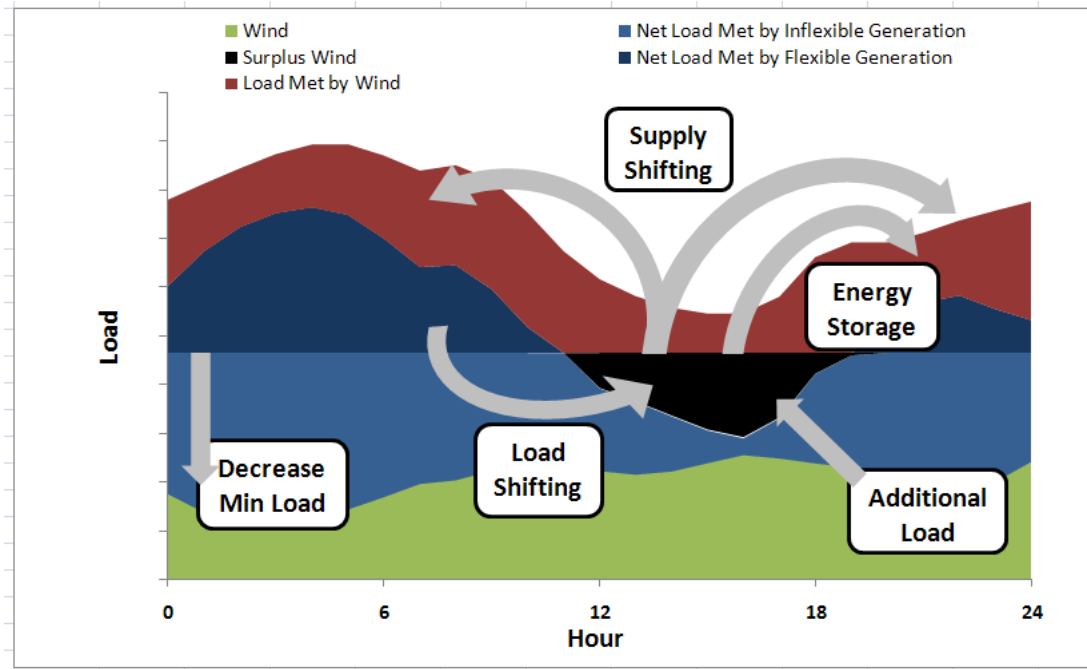 Wind
Net Load Met by Inflexible Generation
Surplus Wind
Net Load Met by Flexible Generation
Load Met by Wind
Supply
Shifting
Energy
Storage
Load
Decrease
Min Load
Load
Shifting
Additional
Load
0
6
12
18
24
Hour